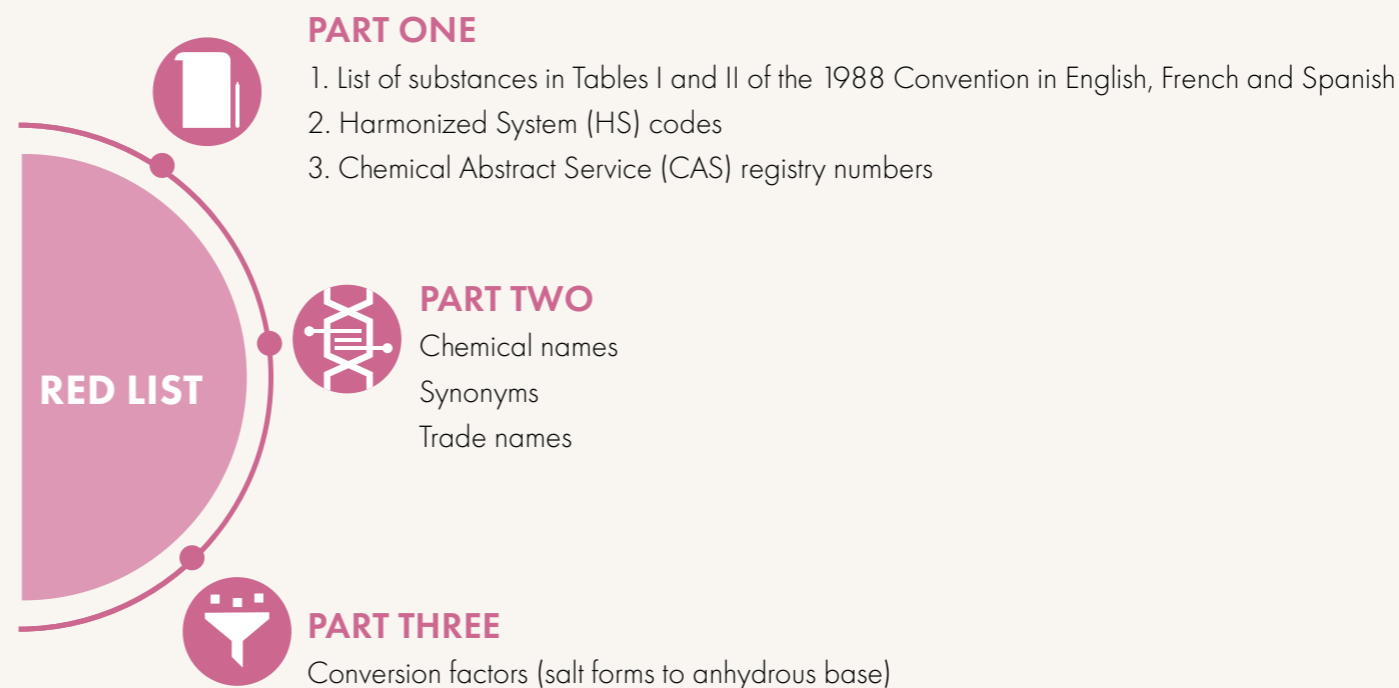 PART ONE
1. List of substances in Tables I and II of the 1988 Convention in English, French and Spanish
2. Harmonized System (HS) codes
3. Chemical Abstract Service (CAS) registry numbers
RED LIST
PART TWO
Chemical names
Synonyms
Trade names
PART THREE
Conversion factors (salt forms to anhydrous base)